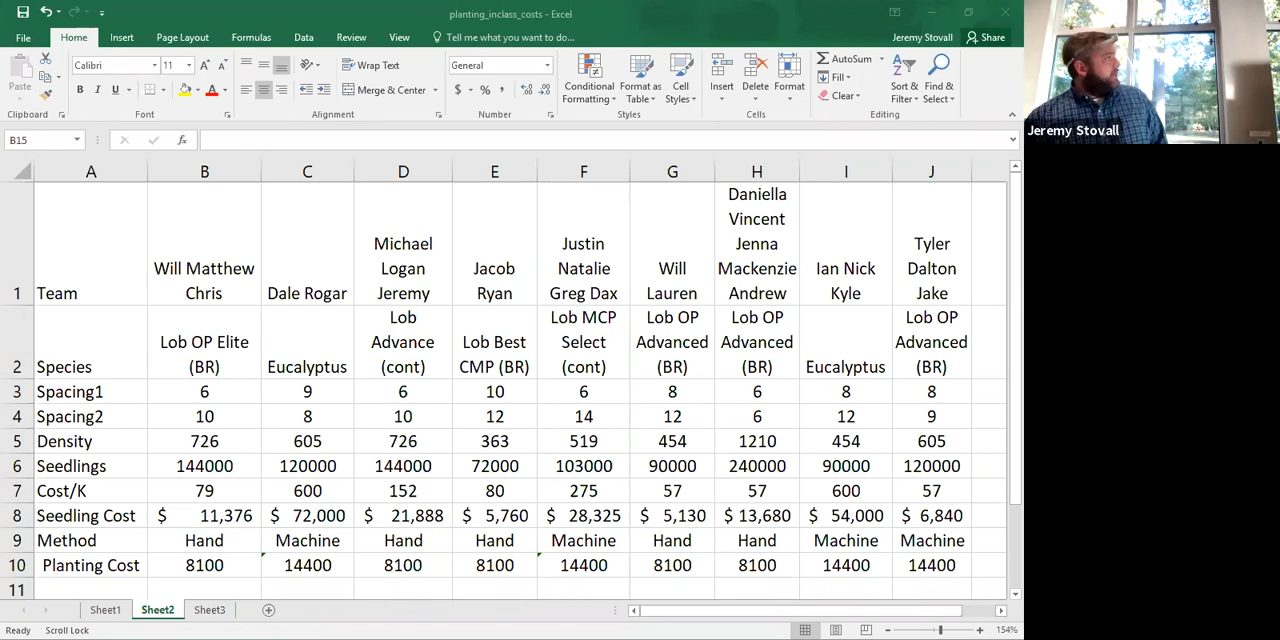 planting_inclass_costs - Excel
File Home Insert Page Layout Formulas Data Review View Tell me what you want to do... Jeremy Stovall Share
Paste
Calibri 11
B I U
Wrap Text
Merge & Center
General
$ % ,
Conditional Formatting
Format as Table
Cell Styles
Insert
Delete
Format
AutoSum
Fill
Clear
Sort & Filter
Find & Select
Clipboard Font Alignment Number Styles Cells Editing
Jeremy Stovall
B15 fx
A B C D E F G H I J
1 Team Will Matthew Chris Dale Rogar Michael Logan Jeremy Jacob Ryan Justin Natalie Greg Dax Will Lauren Daniella Vincent Jenna Mackenzie Andrew Ian Nick Kyle Tyler Dalton Jake
2 Species Lob OP Elite (BR) Eucalyptus Lob Advance (cont) Lob Best CMP (BR) Lob MCP Select (cont) Lob OP Advanced (BR) Lob OP Advanced (BR) Eucalyptus Lob OP Advanced (BR)
3 Spacing1 6 9 6 10 6 8 6 8 8
4 Spacing2 10 8 10 12 14 12 6 12 9
5 Density 726 605 726 363 519 454 1210 454 605
6 Seedlings 144000 120000 144000 72000 103000 90000 240000 90000 120000
7 Cost/K 79 600 152 80 275 57 57 600 57
8 Seedling Cost $ 11,376 $ 72,000 $ 21,888 $ 5,760 $ 28,325 $ 5,130 $ 13,680 $ 54,000 $ 6,840
9 Method Hand Machine Hand Hand Machine Hand Hand Machine Machine
10 Planting Cost 8100 14400 8100 8100 14400 8100 8100 14400 14400
11
Sheet1 Sheet2 Sheet3
Ready Scroll Lock 154%